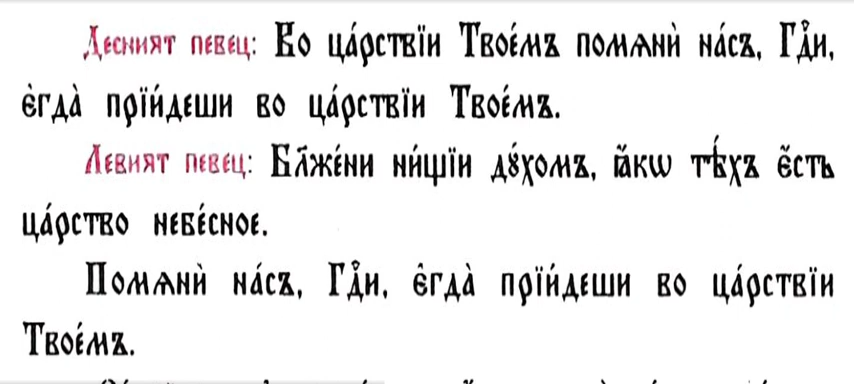 Десният певец: Во ца́рствїи Твое́мъ помѧнѝ на́съ, Гдⷭ҇и,
є҆гда̀ прїи́деши во ца́рствїи Твое́мъ.
Левият певец: Бл҃же́ни ни́щїи дꙋ́хомъ, ꙗ҆́кѡ тѣ́хъ є҆́сть
ца́рство небе́сное.
Помѧнѝ на́съ, Гдⷭ҇и, є҆гда̀ прїи́деши во ца́рствїи
Твое́мъ.